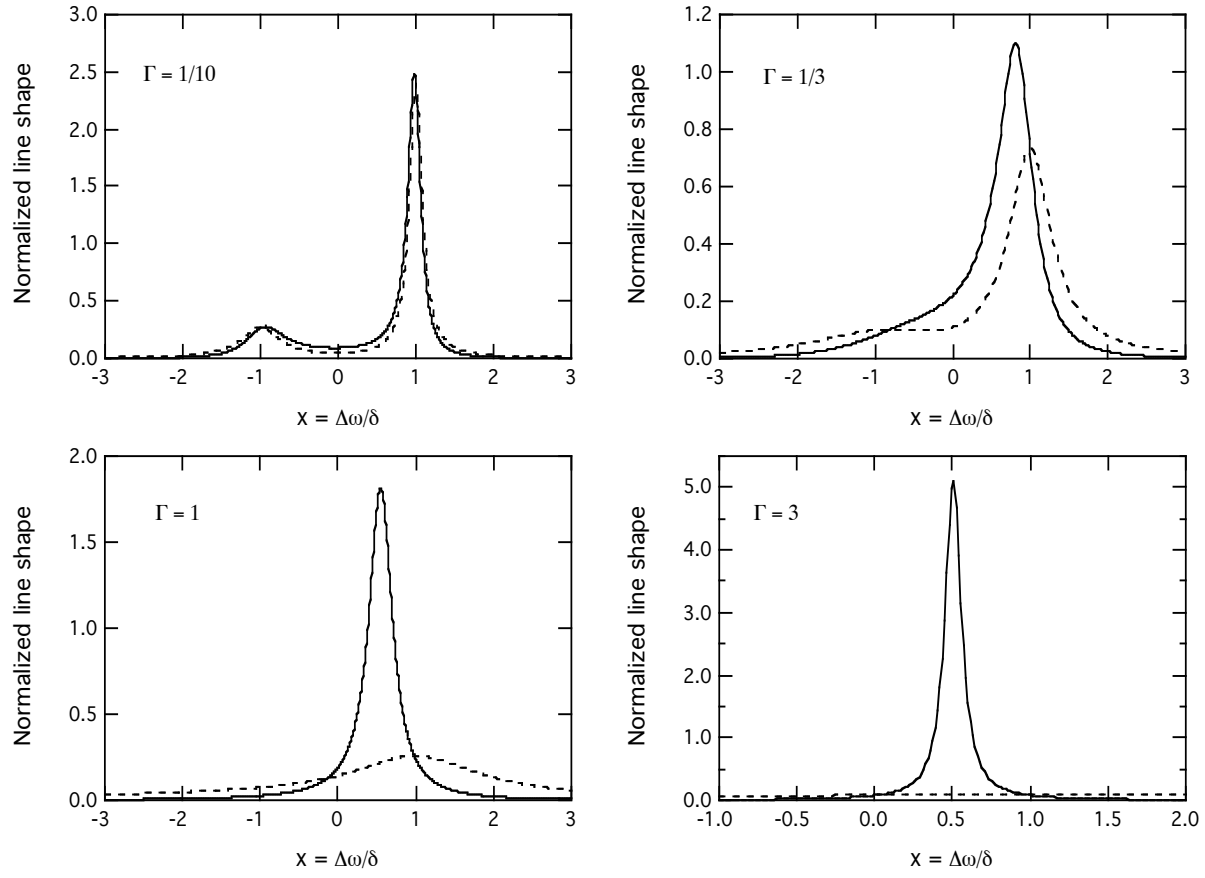 3.0
2.5
2.0
1.5
1.0
0.5
0.0
Normalized line shape
Γ = 1/10
-3 -2 -1 0 1 2 3
x = Δω/δ
1.2
1.0
0.8
0.6
0.4
0.2
0.0
Normalized line shape
Γ = 1/3
-3 -2 -1 0 1 2 3
x = Δω/δ
2.0
1.5
1.0
0.5
0.0
Normalized line shape
Γ = 1
-3 -2 -1 0 1 2 3
x = Δω/δ
5.0
4.0
3.0
2.0
1.0
0.0
Normalized line shape
Γ = 3
-1.0 -0.5 0.0 0.5 1.0 1.5 2.0
x = Δω/δ